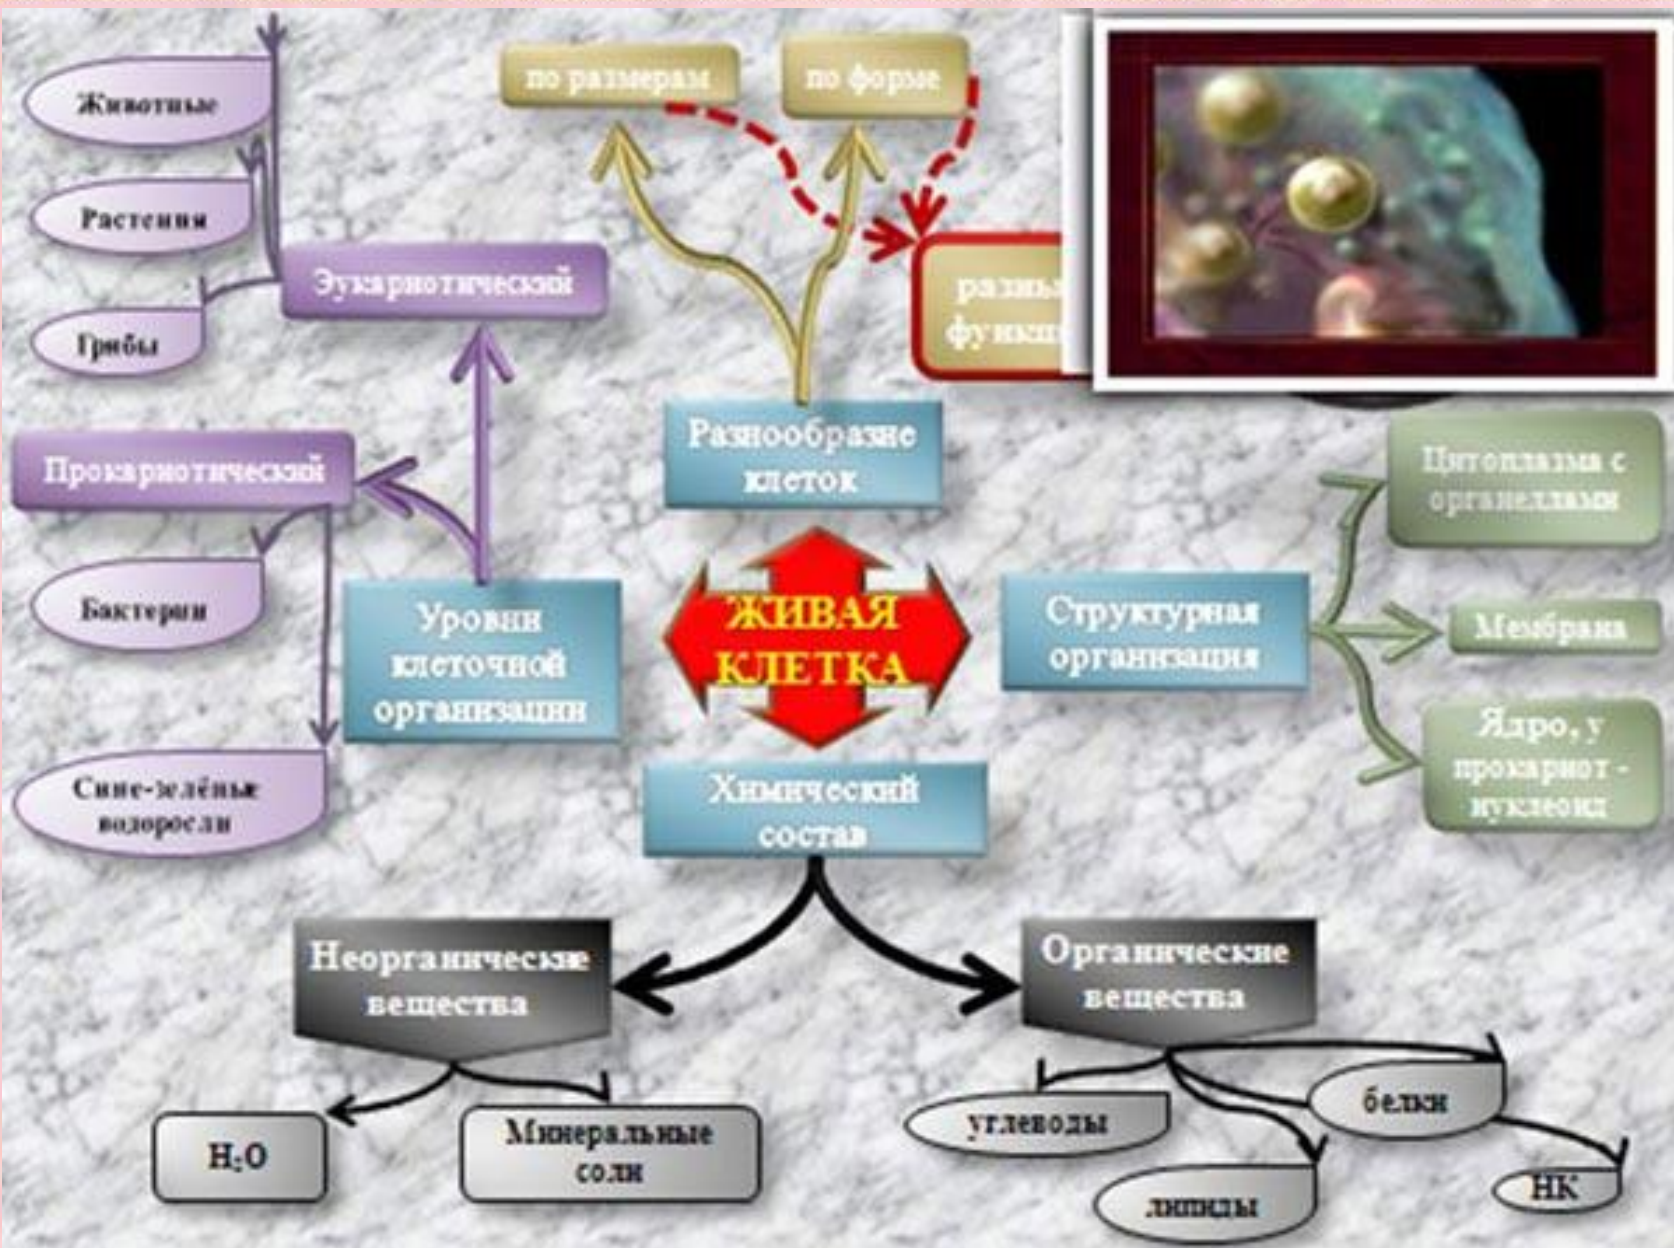 по размерам
по форме
Животные
Растения
Грибы
Эукариотический
Разнообразие
клеток
Прокариотический
Бактерии
Сине-зелёные
водоросли
Уровни
клеточной
организации
ЖИВАЯ
КЛЕТКА
Структурная
организация
Цитоплазма с
органеллами
Мембрана
Ядро, у
прокариот -
нуклеоид
Химический
состав
Неорганические
вещества
Органические
вещества
H₂O
Минеральные
соли
углеводы
липиды
белки
НК